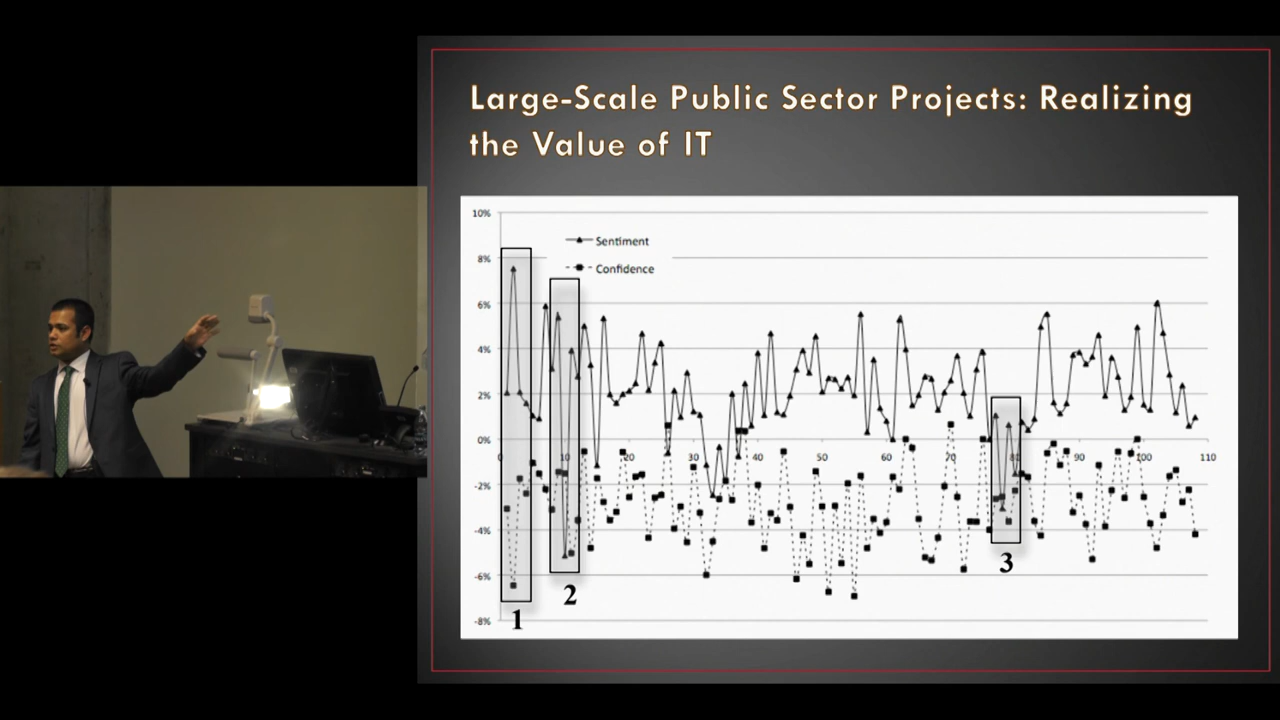 Large-Scale Public Sector Projects: Realizing
the Value of IT
10%
Sentiment
8%
Confidence
6%
4%
2%
0%
0 10 20 30 40 50 60 70 80 90 100 110
-2%
-4%
-6%
-8%
1
2
3